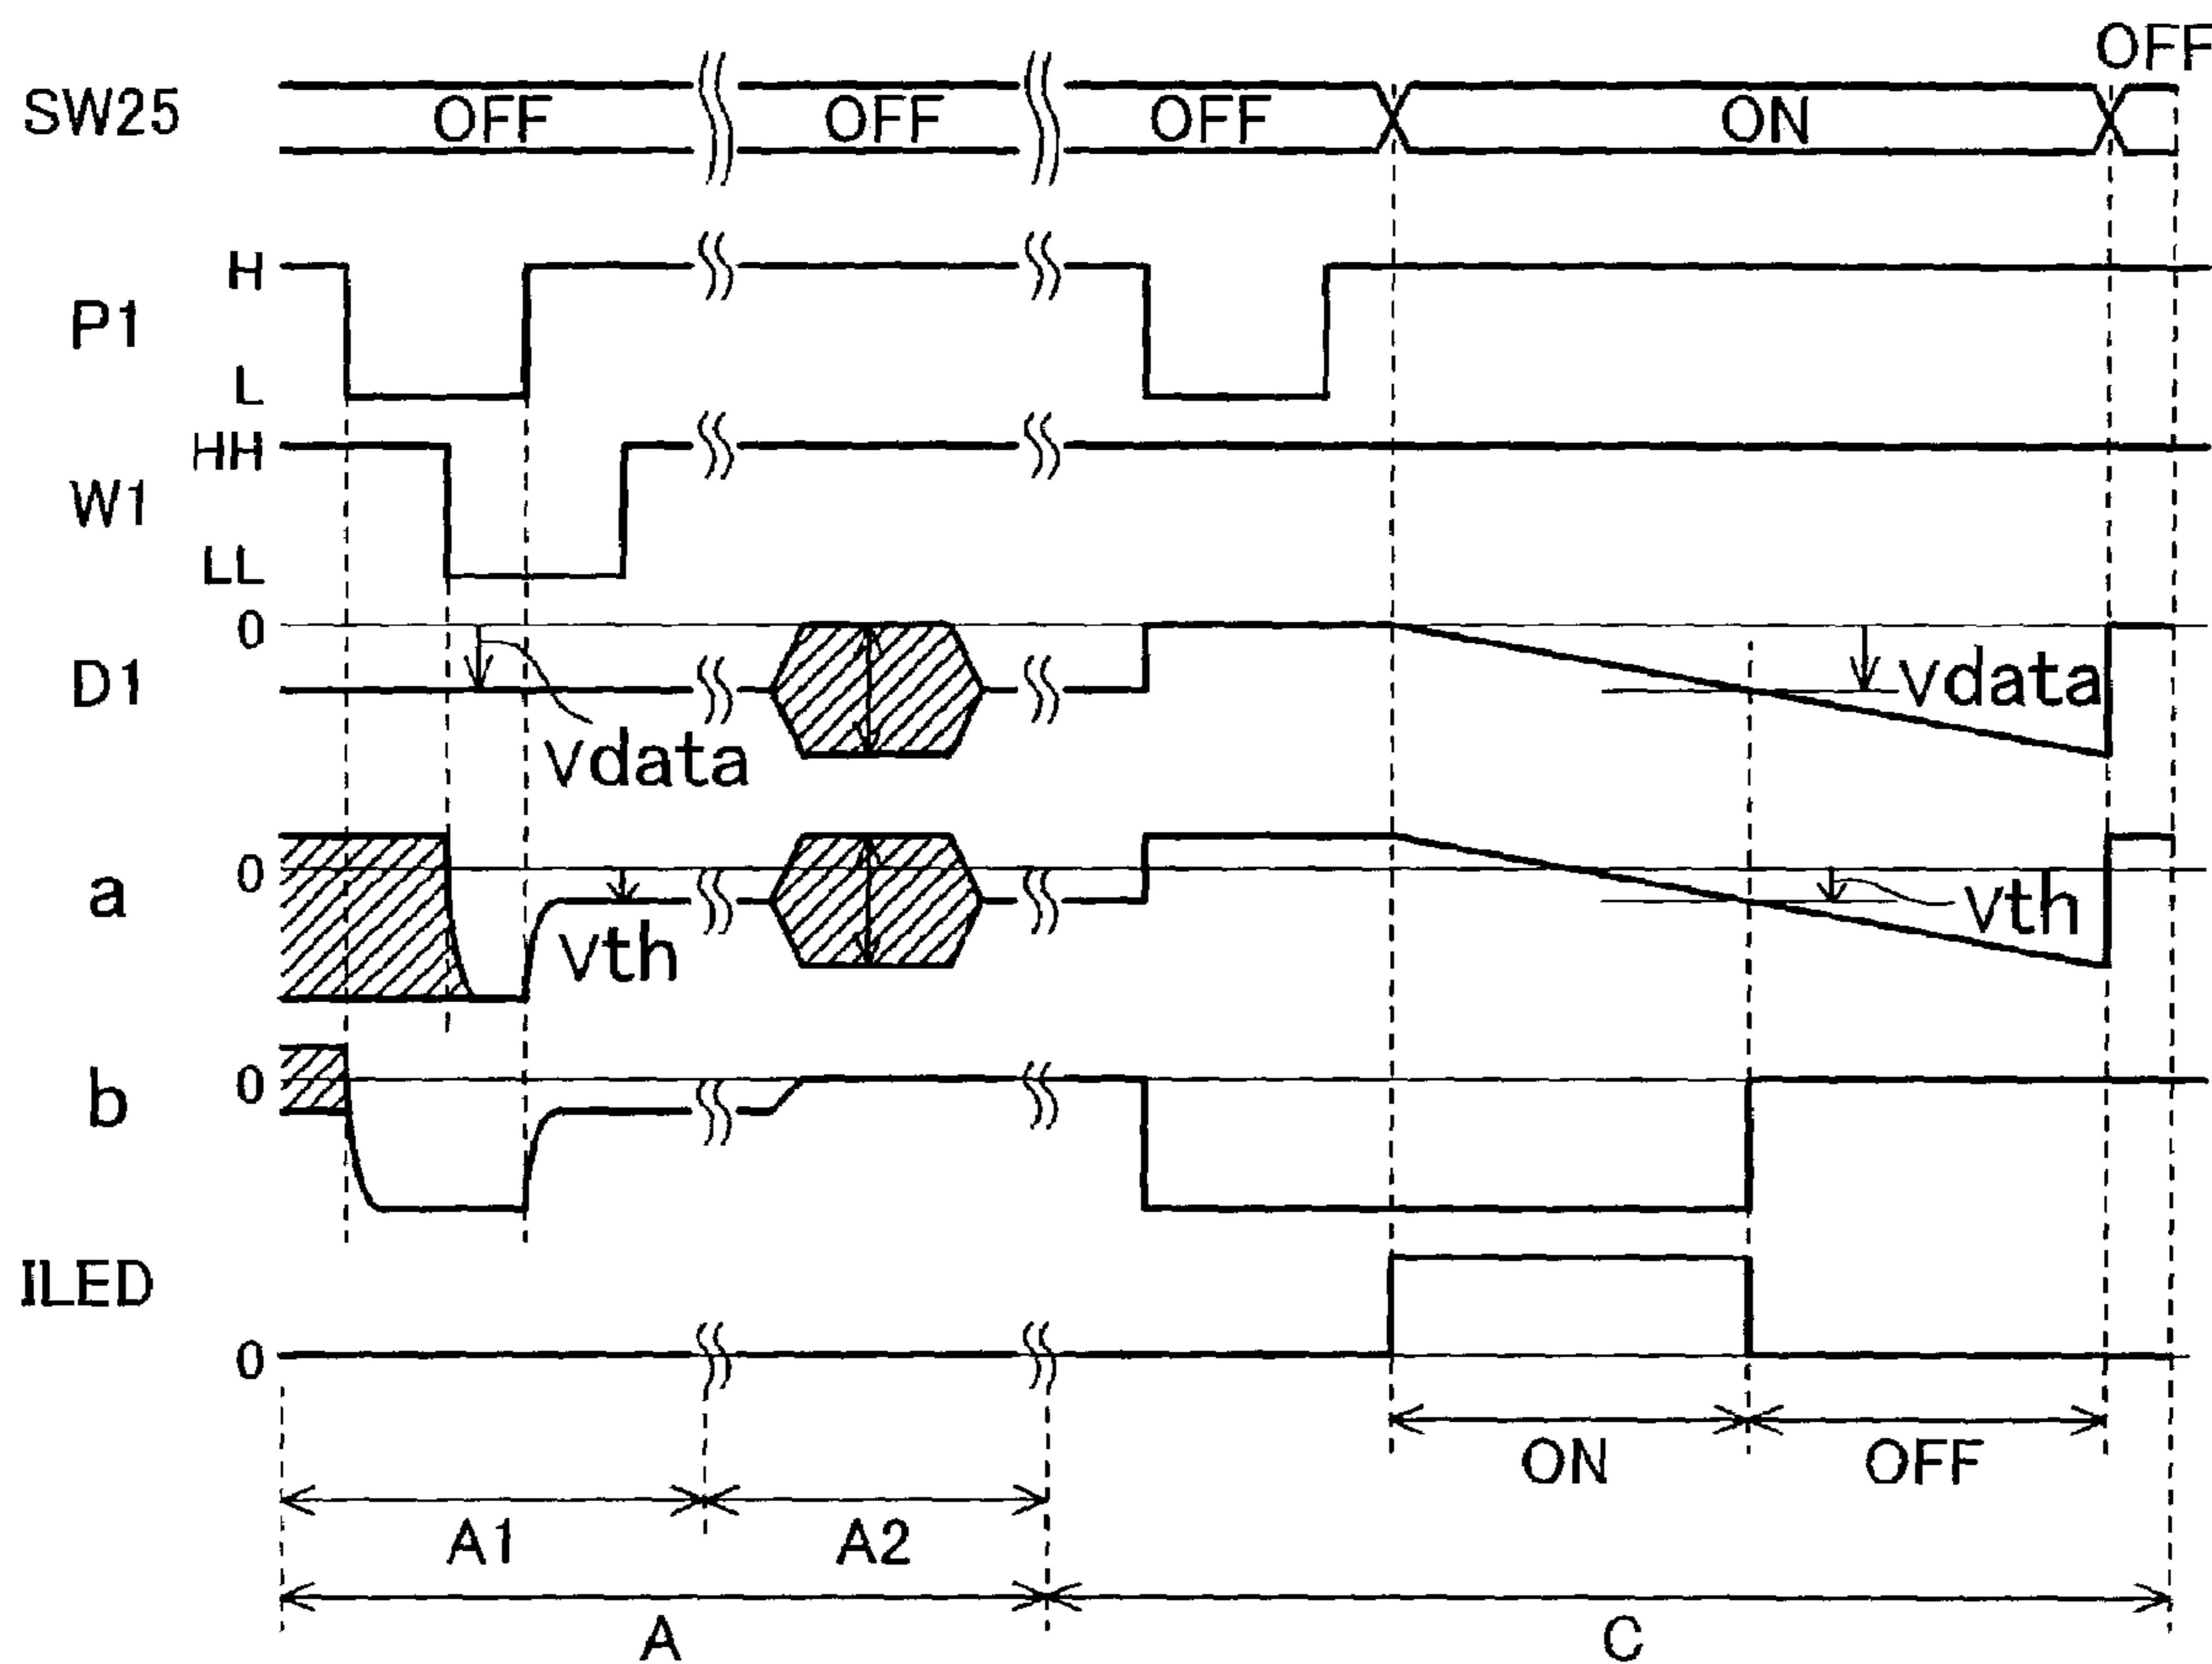 OFF
SW25 OFF OFF OFF ON
H
P1
L
HH
W1
LL
0
D1 Vdata
Vdata
0
a Vth Vth
0
b
ILED
0
ON OFF
A1 A2
A C